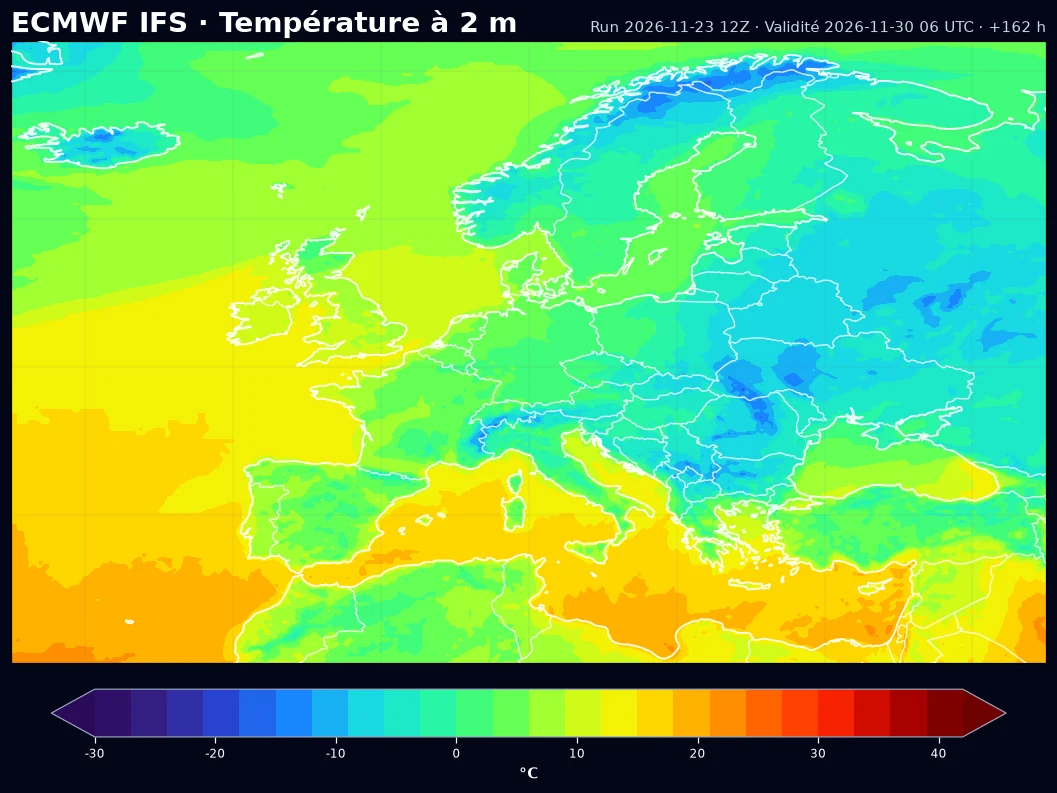 ECMWF IFS · Température à 2 m
Run 2026-11-23 12Z · Validité 2026-11-30 06 UTC · +162 h
-30 -20 -10 0 10 20 30 40
°C